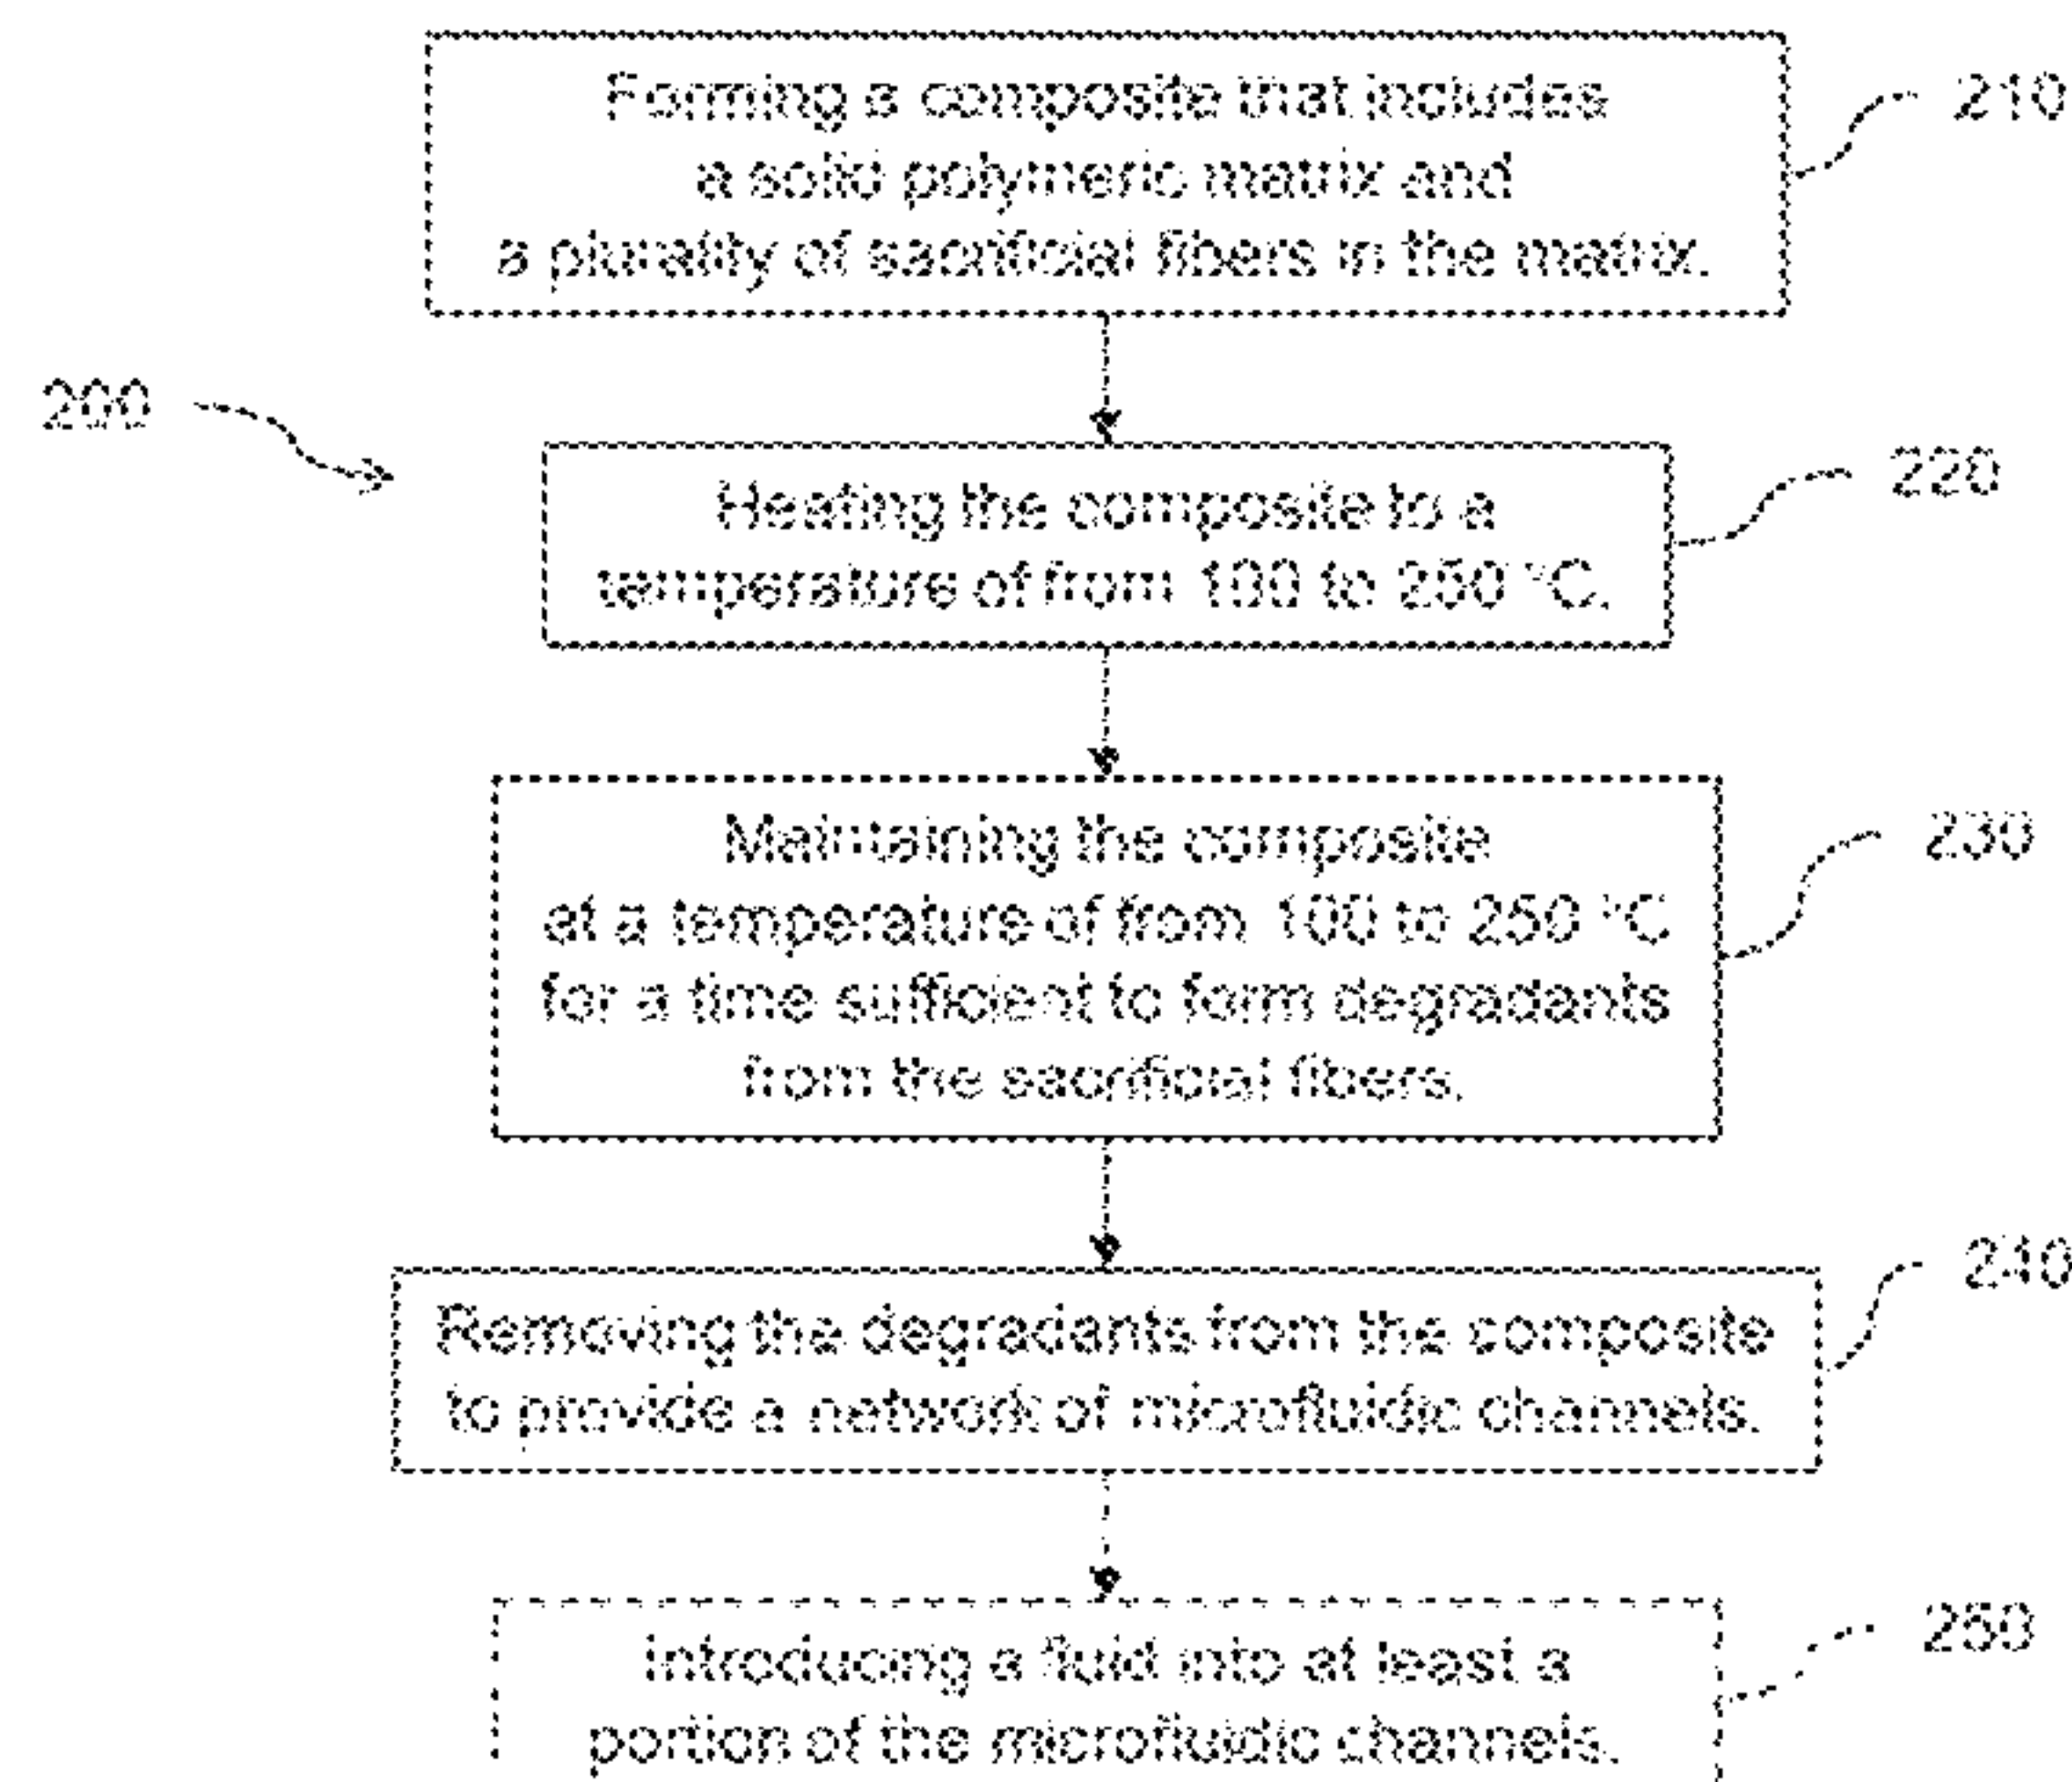 Forming a composite that includes
a solid polymeric matrix and
a plurality of sacrificial fibers in the matrix.
210
200
Heating the composite to a
temperature of from 100 to 250 °C.
220
Maintaining the composite
at a temperature of from 100 to 250 °C
for a time sufficient to form degradants
from the sacrificial fibers.
230
Removing the degradants from the composite
to provide a network of microfluidic channels.
240
Introducing a fluid into at least a
portion of the microfluidic channels.
250